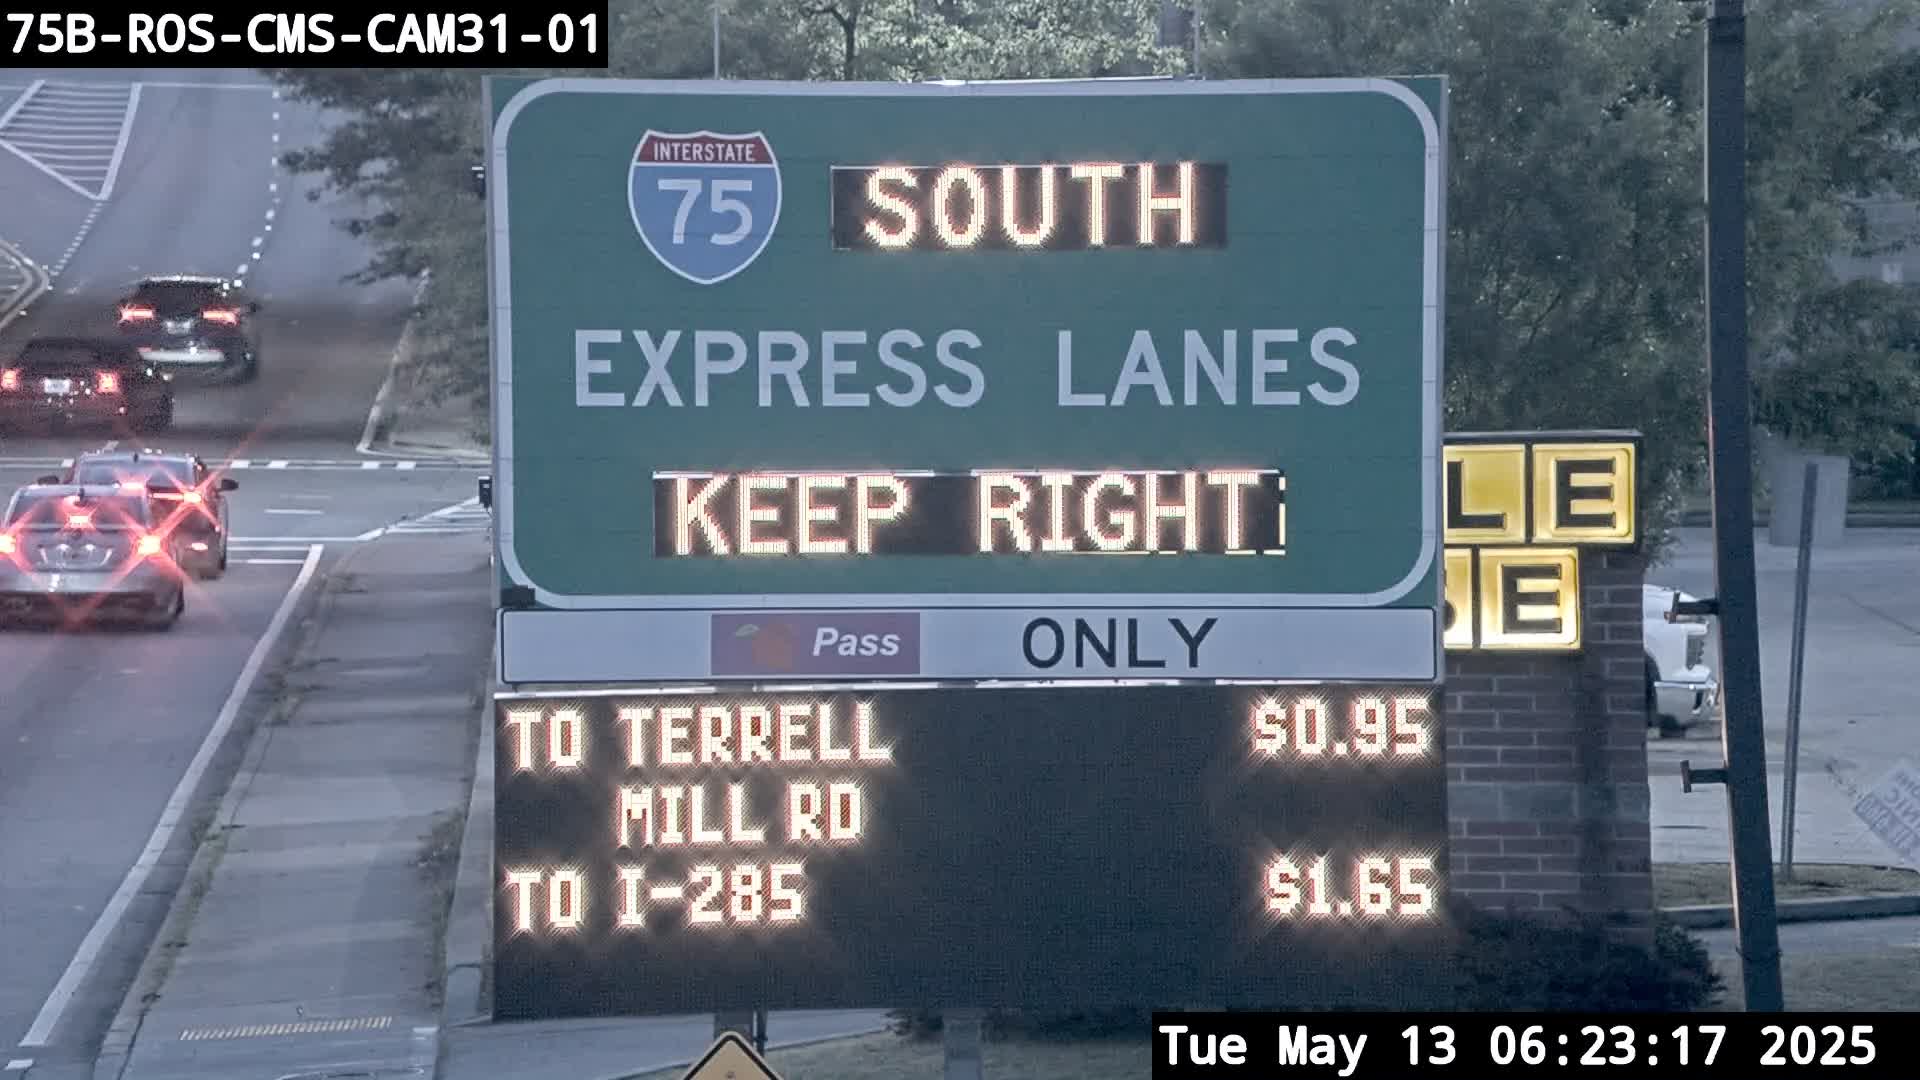 75B-ROS-CMS-CAM31-01
INTERSTATE
75
SOUTH
EXPRESS LANES
KEEP RIGHT
Pass ONLY
TO TERRELL $0.95
MILL RD
TO I-285 $1.65
LE
E
Tue May 13 06:23:17 2025